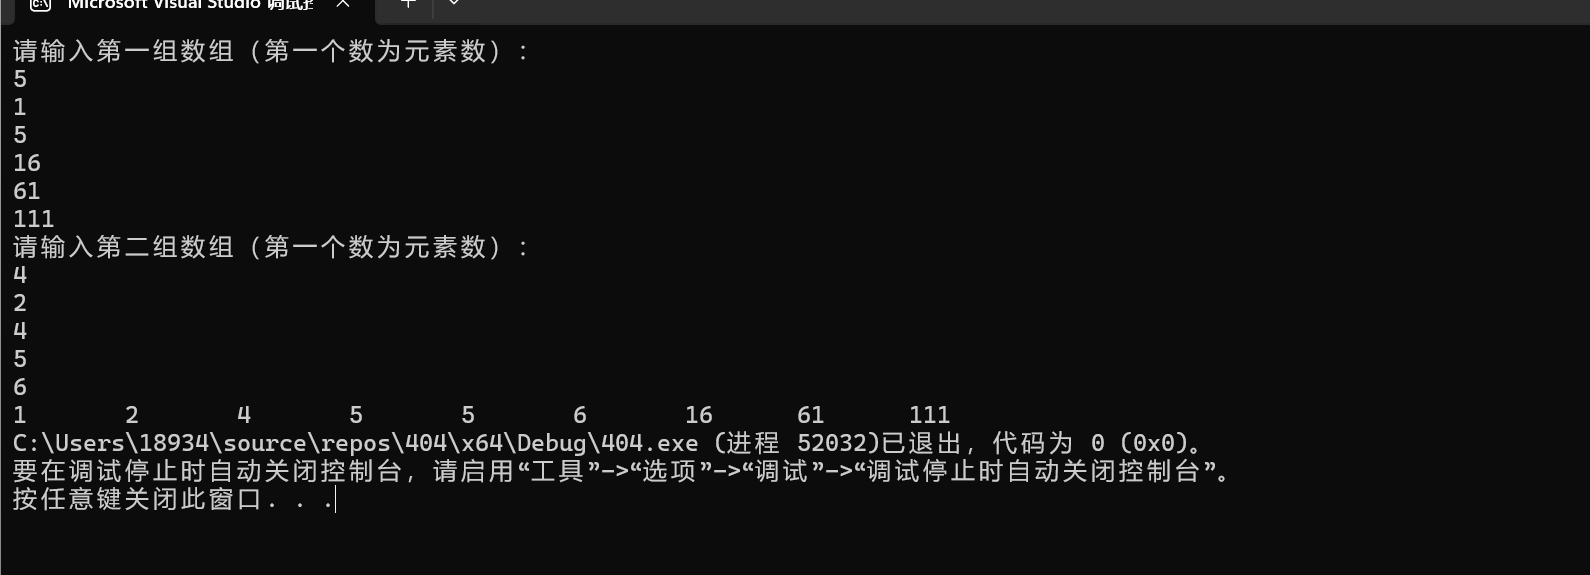 Microsoft Visual Studio 调试控
请输入第一组数组（第一个数为元素数）：
5
1
5
16
61
111
请输入第二组数组（第一个数为元素数）：
4
2
4
5
6
1 2 4 5 5 6 16 61 111
C:\Users\18934\source\repos\404\x64\Debug\404.exe (进程 52032)已退出，代码为 0 (0x0)。
要在调试停止时自动关闭控制台，请启用“工具”->“选项”->“调试”->“调试停止时自动关闭控制台”。
按任意键关闭此窗口. . .